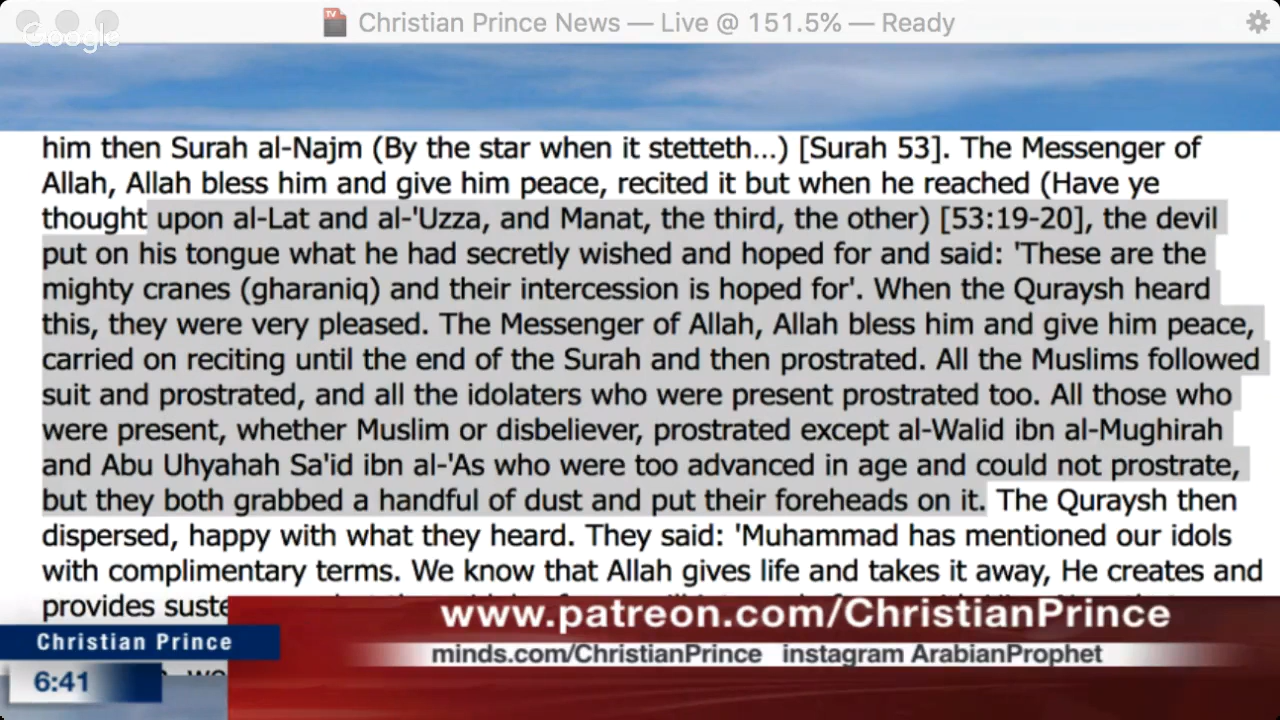 Christian Prince News — Live @ 151.5% — Ready
Google
him then Surah al-Najm (By the star when it stetteth...) [Surah 53]. The Messenger of
Allah, Allah bless him and give him peace, recited it but when he reached (Have ye
thought upon al-Lat and al-'Uzza, and Manat, the third, the other) [53:19-20], the devil
put on his tongue what he had secretly wished and hoped for and said: 'These are the
mighty cranes (gharaniq) and their intercession is hoped for'. When the Quraysh heard
this, they were very pleased. The Messenger of Allah, Allah bless him and give him peace,
carried on reciting until the end of the Surah and then prostrated. All the Muslims followed
suit and prostrated, and all the idolaters who were present prostrated too. All those who
were present, whether Muslim or disbeliever, prostrated except al-Walid ibn al-Mughirah
and Abu Uhyahah Sa'id ibn al-'As who were too advanced in age and could not prostrate,
but they both grabbed a handful of dust and put their foreheads on it. The Quraysh then
dispersed, happy with what they heard. They said: 'Muhammad has mentioned our idols
with complimentary terms. We know that Allah gives life and takes it away, He creates and
provides
www.patreon.com/ChristianPrince
Christian Prince
minds.com/ChristianPrince instagram ArabianProphet
6:41